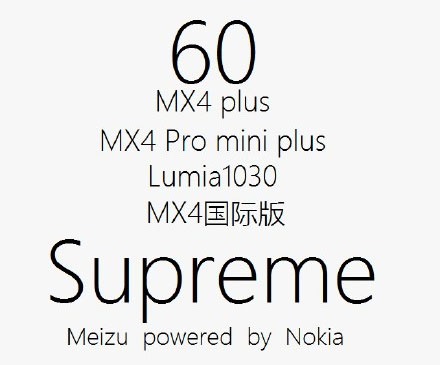 60
MX4 plus
MX4 Pro mini plus
Lumia1030
MX4国际版
Supreme
Meizu powered by Nokia